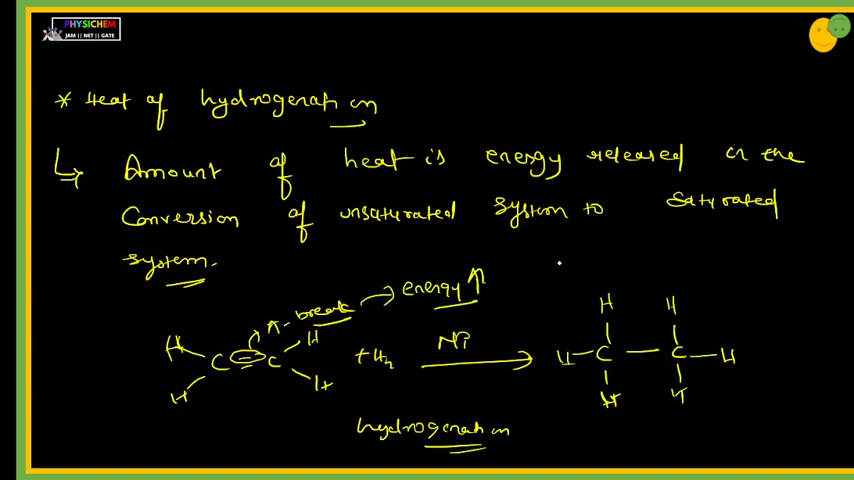 PHYSICHEM
JAM || NET || GATE
* Heat of hydrogenation
↳ Amount of heat is energy released in the
Conversion of unsaturated system to saturated
system.
π - break → energy ↑
H C = C H + H₂ Ni → H H H C — C H H H
H H
hydrogenation